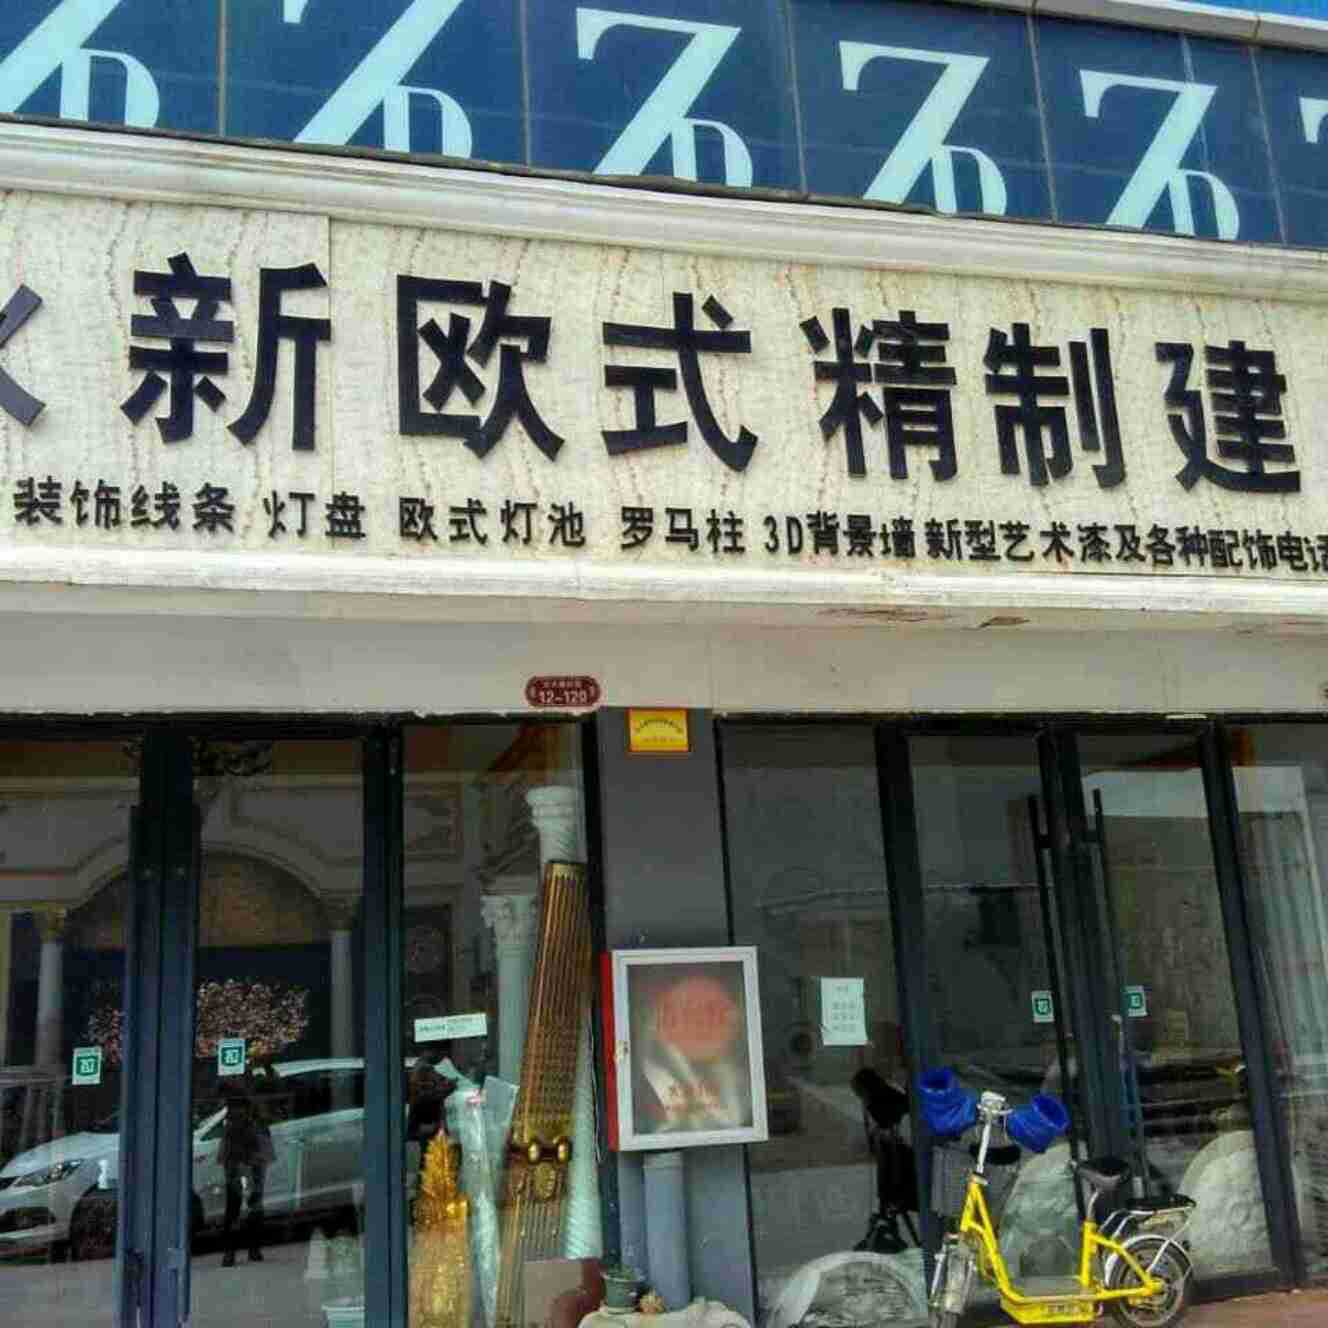 新欧式精制建
装饰线条 灯盘 欧式灯池 罗马柱 3D背景墙 新型艺术漆及各种配饰电话
12-120